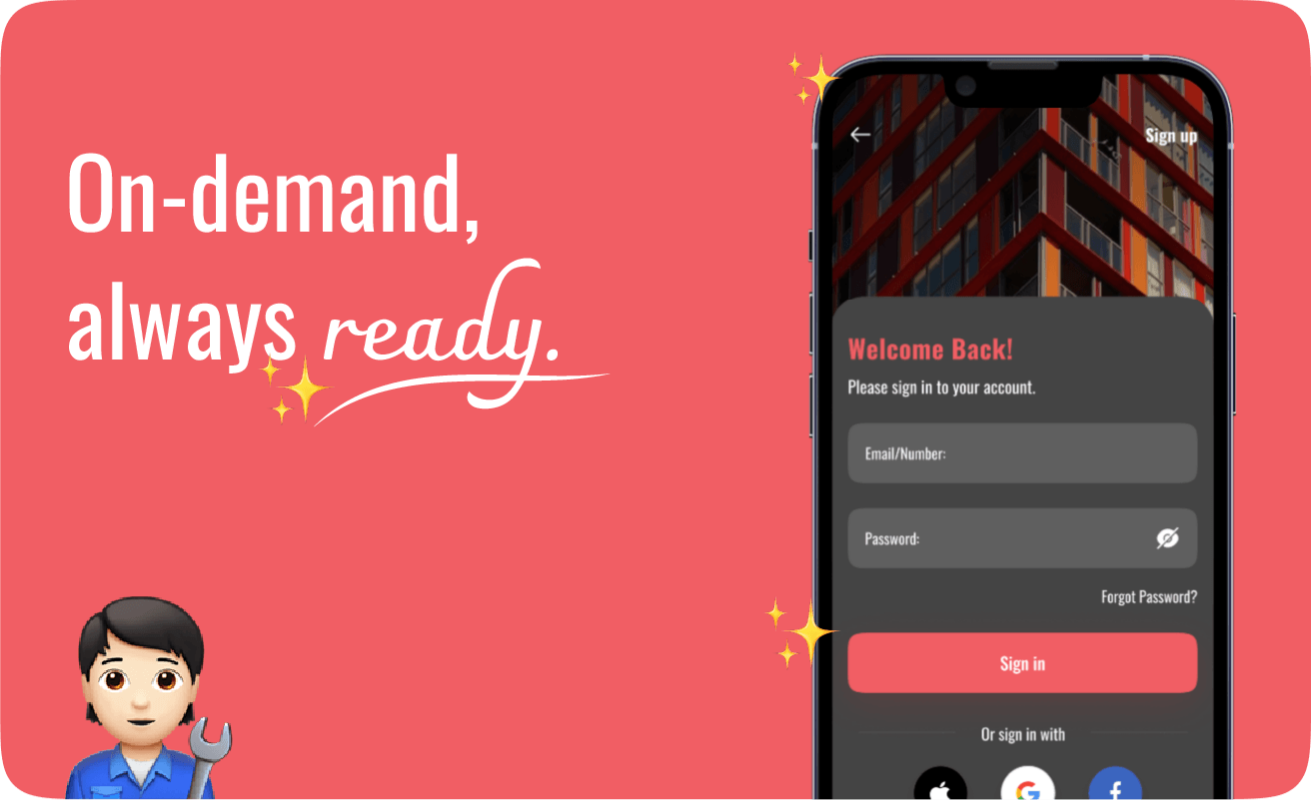 On-demand,
always ready.
Sign up
Welcome Back!
Please sign in to your account.
Email/Number:
Password:
Forgot Password?
Sign in
Or sign in with